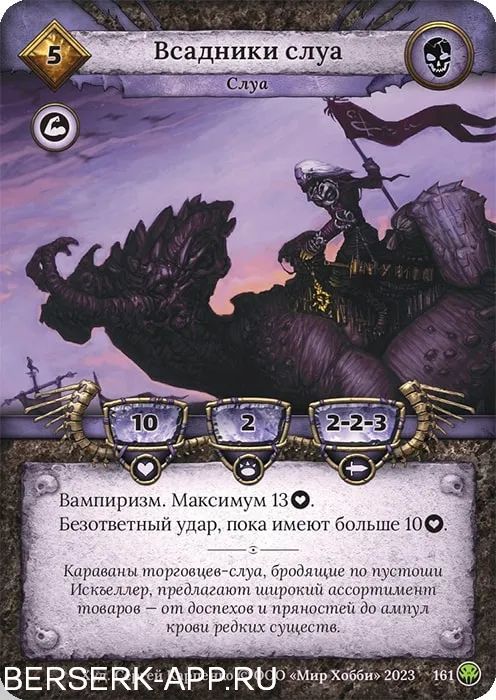 5
Всадники слуа
Слуа
10
2
2-2-3
Вампиризм. Максимум 13
Безответный удар, пока имеют больше 10.
Караваны торговцев-слуа, бродящие по пустоши
Искъеллер, предлагают широкий ассортимент
товаров — от доспехов и пряностей до ампул
крови редких существ.
© ООО «Мир Хобби» 2023 161
BERSERK-APP.RU